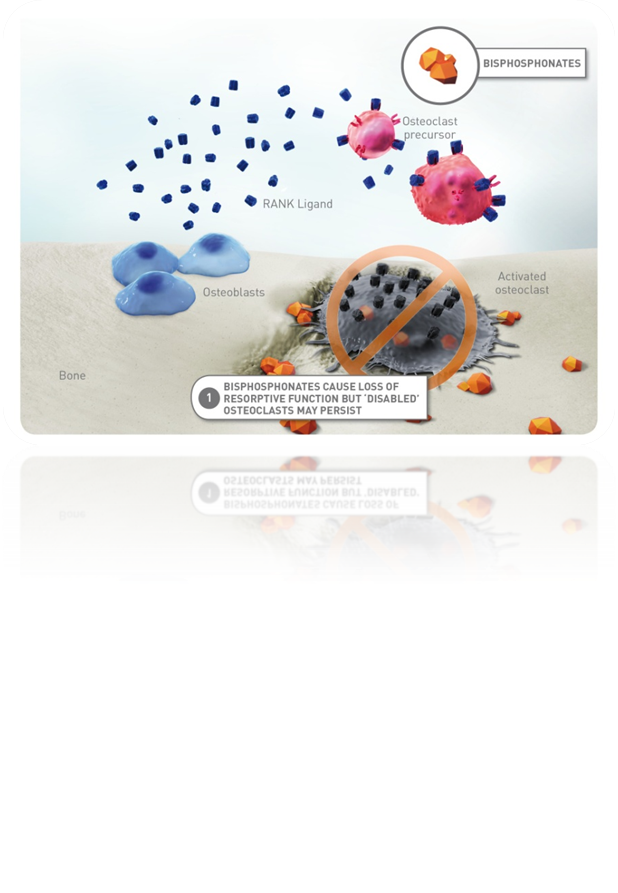 BISPHOSPHONATES
Osteoclast
precursor
RANK Ligand
Osteoblasts
Activated
osteoclast
Bone
1
BISPHOSPHONATES CAUSE LOSS OF
RESORPTIVE FUNCTION BUT ‘DISABLED’
OSTEOCLASTS MAY PERSIST